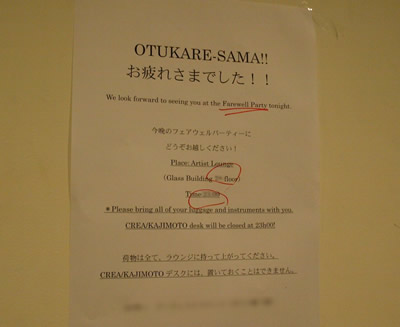 OTUKARE-SAMA!!
お疲れさまでした！！
We look forward to seeing you at the Farewell Party tonight.
今晩のフェアウェルパーティーに
どうぞお越しください！
Place: Artist Lounge
(Glass Building floor)
Time:
＊Please bring all of your luggage and instruments with you.
CREA/KAJIMOTO desk will be closed at 23h00!
荷物は全て、ラウンジに持って上がってください。
CREA/KAJIMOTO デスクには、置いておくことはできません。